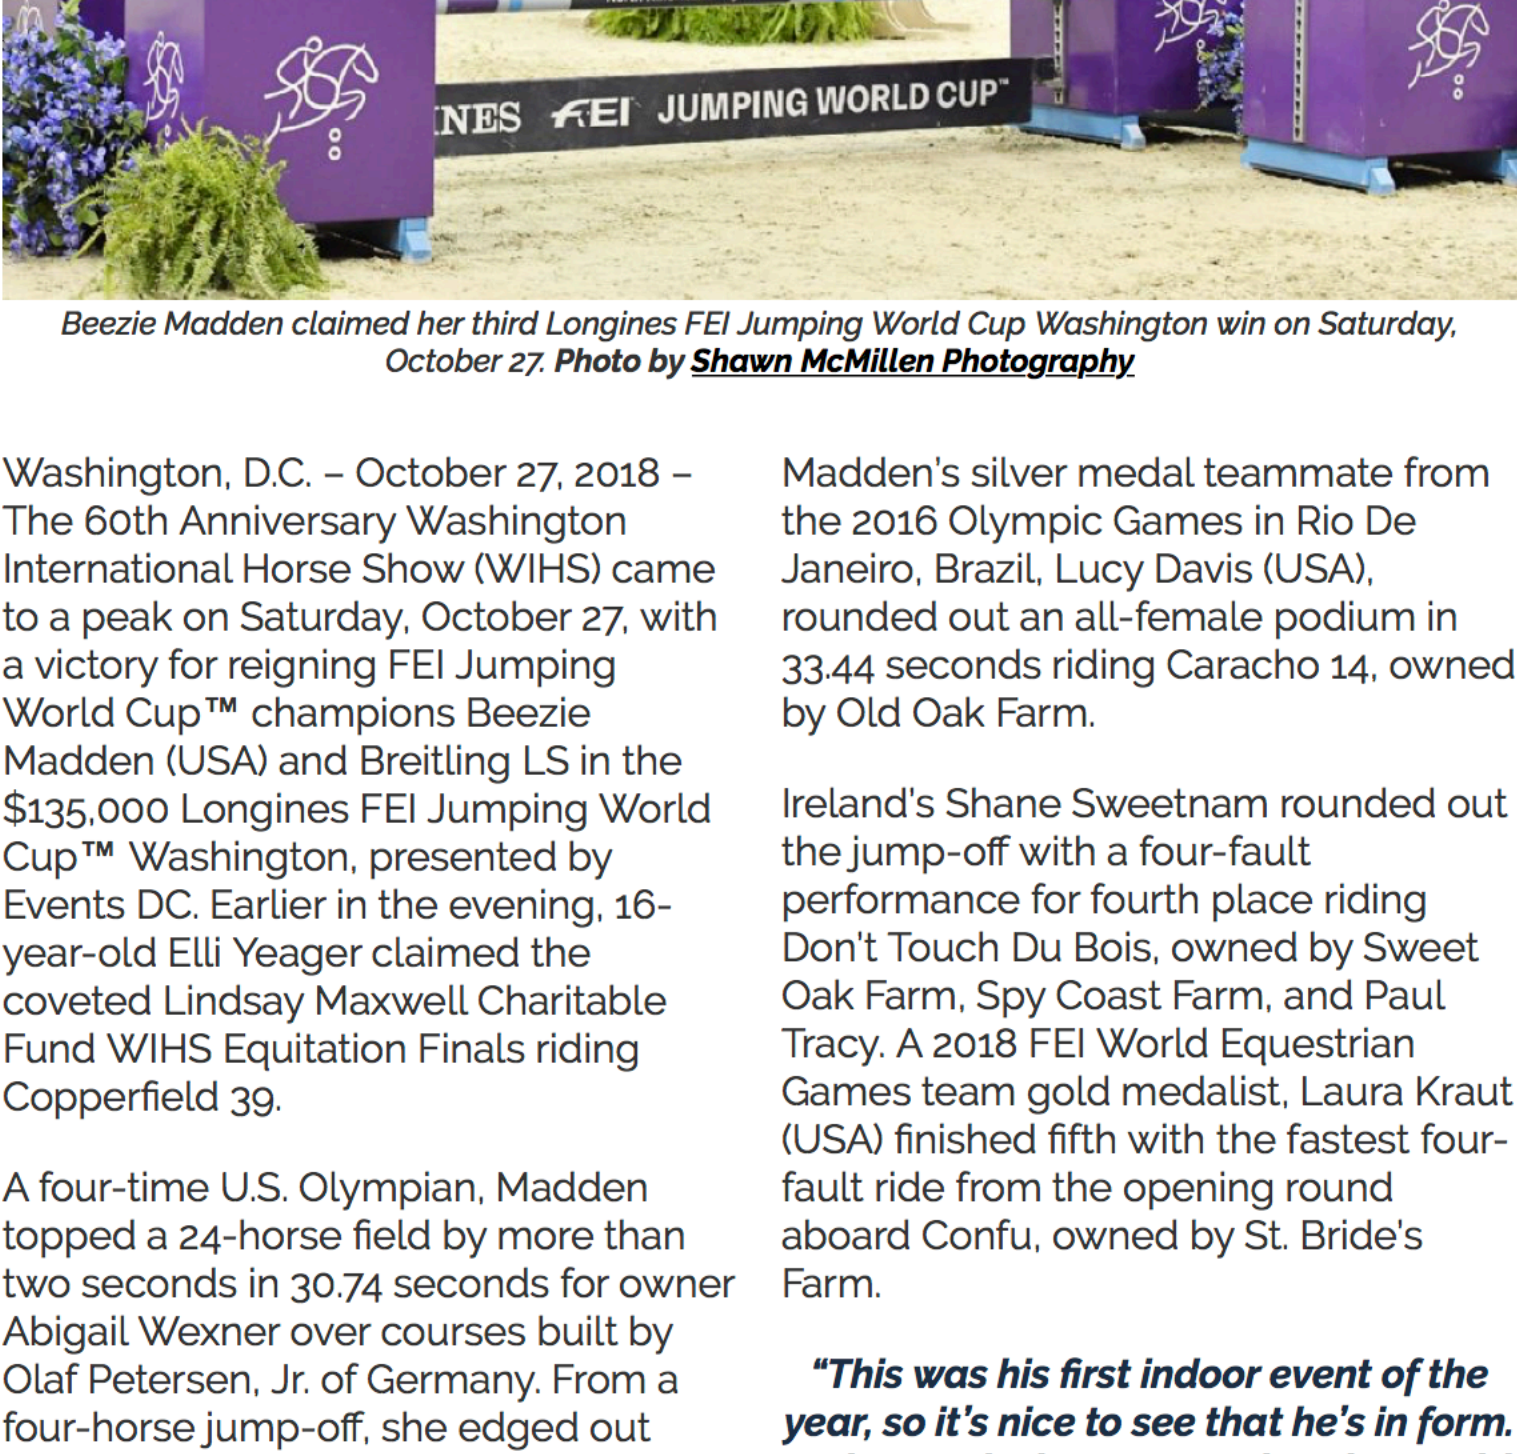 NES FEI JUMPING WORLD CUP™
Beezie Madden claimed her third Longines FEI Jumping World Cup Washington win on Saturday,
October 27. Photo by Shawn McMillen Photography
Washington, D.C. – October 27, 2018 –
The 60th Anniversary Washington
International Horse Show (WIHS) came
to a peak on Saturday, October 27, with
a victory for reigning FEI Jumping
World Cup™ champions Beezie
Madden (USA) and Breitling LS in the
$135,000 Longines FEI Jumping World
Cup™ Washington, presented by
Events DC. Earlier in the evening, 16-
year-old Elli Yeager claimed the
coveted Lindsay Maxwell Charitable
Fund WIHS Equitation Finals riding
Copperfield 39.
A four-time U.S. Olympian, Madden
topped a 24-horse field by more than
two seconds in 30.74 seconds for owner
Abigail Wexner over courses built by
Olaf Petersen, Jr. of Germany. From a
four-horse jump-off, she edged out
Madden's silver medal teammate from
the 2016 Olympic Games in Rio De
Janeiro, Brazil, Lucy Davis (USA),
rounded out an all-female podium in
33.44 seconds riding Caracho 14, owned
by Old Oak Farm.
Ireland's Shane Sweetnam rounded out
the jump-off with a four-fault
performance for fourth place riding
Don't Touch Du Bois, owned by Sweet
Oak Farm, Spy Coast Farm, and Paul
Tracy. A 2018 FEI World Equestrian
Games team gold medalist, Laura Kraut
(USA) finished fifth with the fastest four-
fault ride from the opening round
aboard Confu, owned by St. Bride's
Farm.
“This was his first indoor event of the
year, so it’s nice to see that he’s in form.